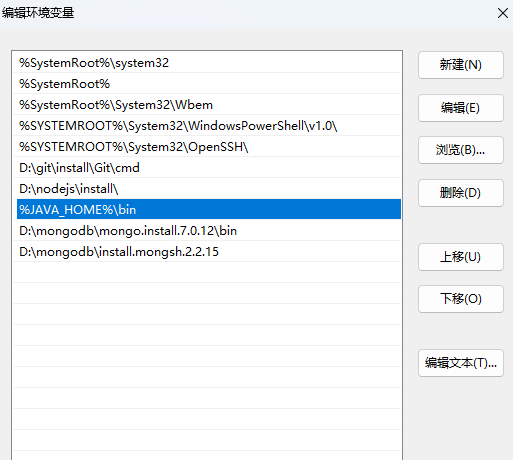 编辑环境变量
%SystemRoot%\system32
%SystemRoot%
%SystemRoot%\System32\Wbem
%SYSTEMROOT%\System32\WindowsPowerShell\v1.0\
%SYSTEMROOT%\System32\OpenSSH\
D:\git\install\Git\cmd
D:\nodejs\install\
%JAVA_HOME%\bin
D:\mongodb\mongo.install.7.0.12\bin
D:\mongodb\install.mongsh.2.2.15
新建(N)
编辑(E)
浏览(B)...
删除(D)
上移(U)
下移(O)
编辑文本(T)...